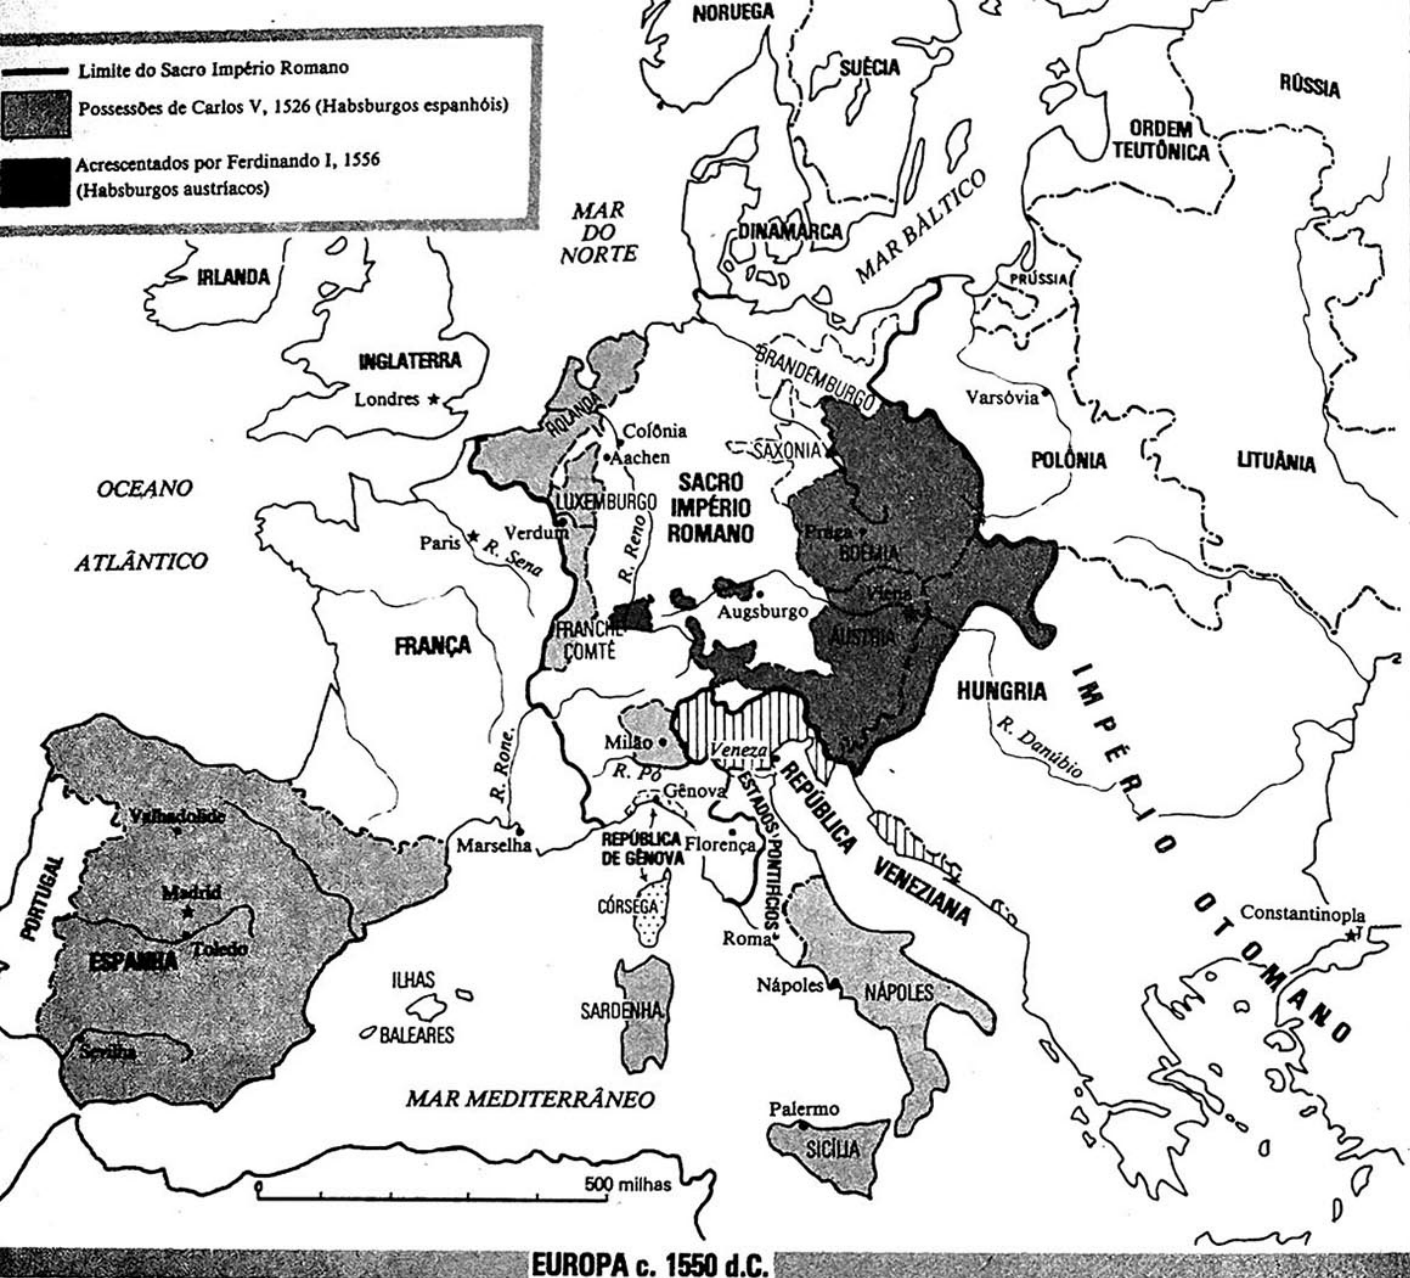 Limite do Sacro Império Romano
Possessões de Carlos V, 1526 (Habsburgos espanhóis)
Acrescentados por Ferdinando I, 1556
(Habsburgos austríacos)
NORUEGA
SUÉCIA
RÚSSIA
ORDEM
TEUTÔNICA
MAR
DO
NORTE
DINAMARCA
MAR BÁLTICO
IRLANDA
PRÚSSIA
INGLATERRA
Londres
BRANDEMBURGO
Varsóvia
HOLANDA
Colônia
Aachen
SAXONIA
POLÔNIA
LITUÂNIA
OCEANO
ATLÂNTICO
SACRO
IMPÉRIO
ROMANO
LUXEMBURGO
Verdum
Paris
R. Sena
R. Reno
Praga
BOÊMIA
Viena
Augsburgo
ÁUSTRIA
FRANCHE-
COMTÉ
FRANÇA
HUNGRIA
R. Danúbio
IMPÉRIO OTOMANO
Milão
Veneza
R. Pó
R. Rone.
Gênova
ESTADOS PONTIFÍCIOS
REPÚBLICA VENEZIANA
Valhadolide
Marselha
REPÚBLICA
DE GÊNOVA
Florença
PORTUGAL
Madrid
CÓRSEGA
Constantinopla
Roma
Toledo
ESPANHA
ILHAS
BALEARES
Nápoles
NÁPOLES
SARDENHA
Sevilha
MAR MEDITERRÂNEO
Palermo
SICÍLIA
0
500 milhas
EUROPA c. 1550 d.C.